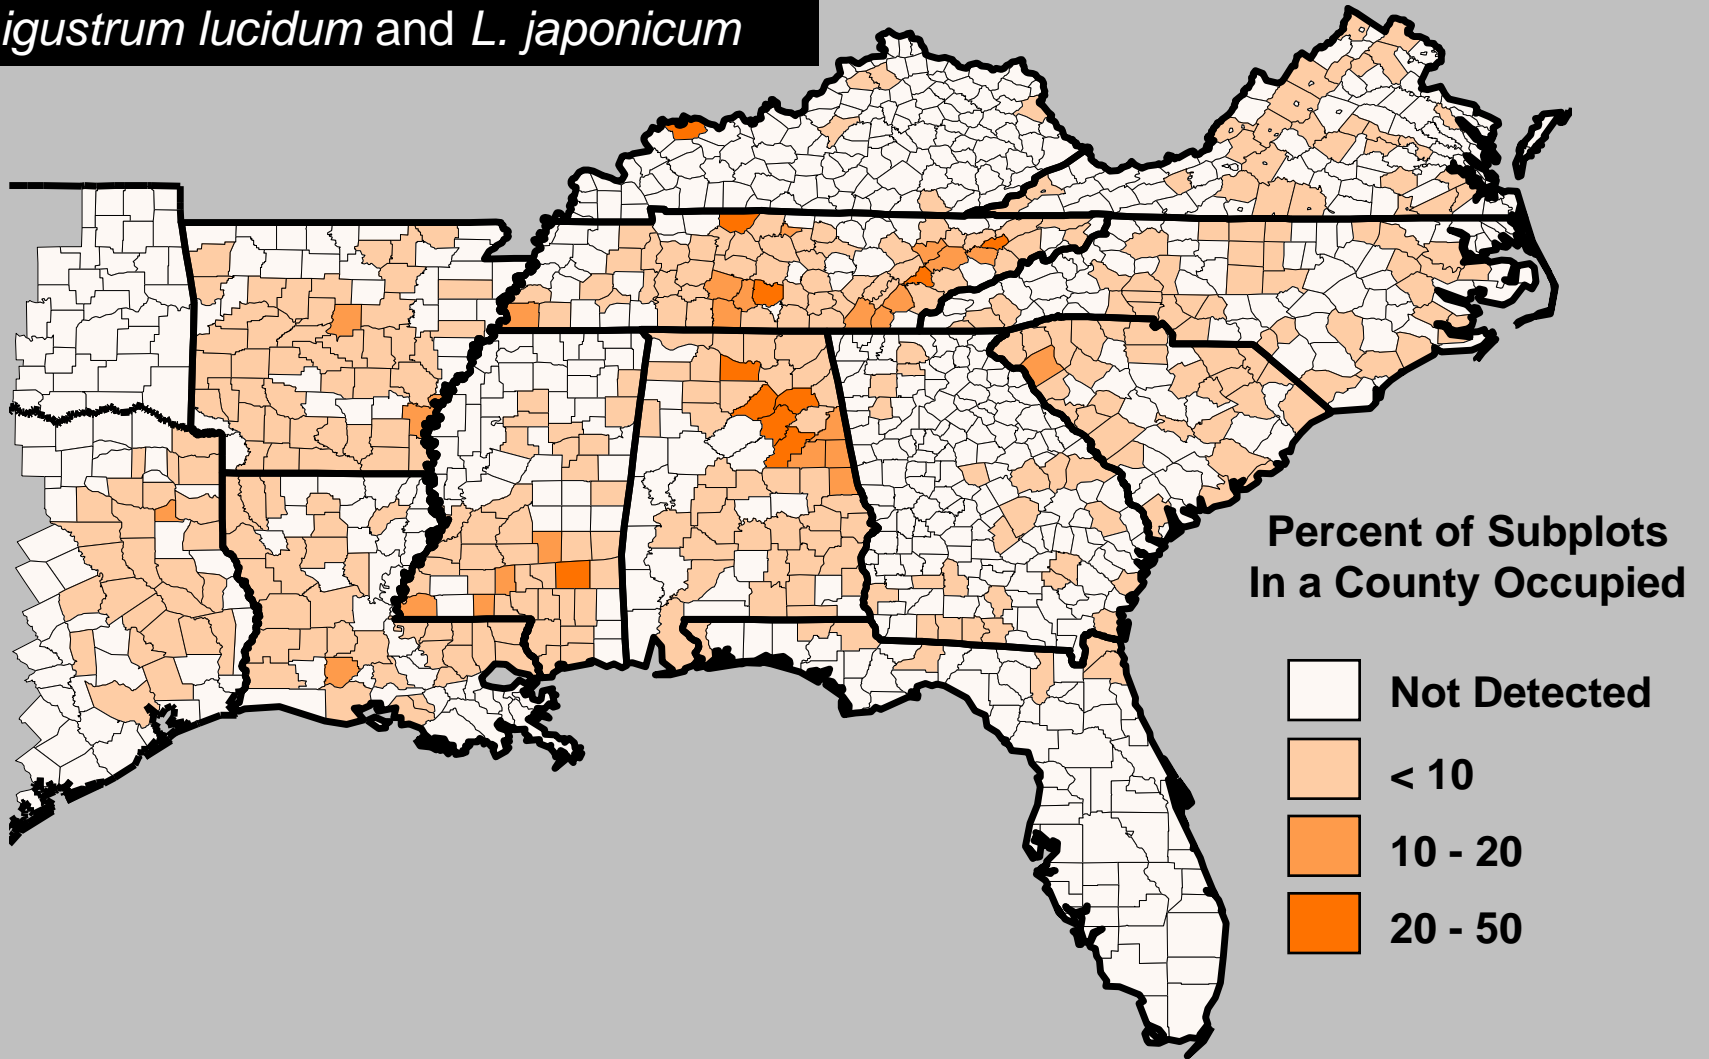 igustrum lucidum and L. japonicum
Percent of Subplots
In a County Occupied
Not Detected
< 10
10 - 20
20 - 50